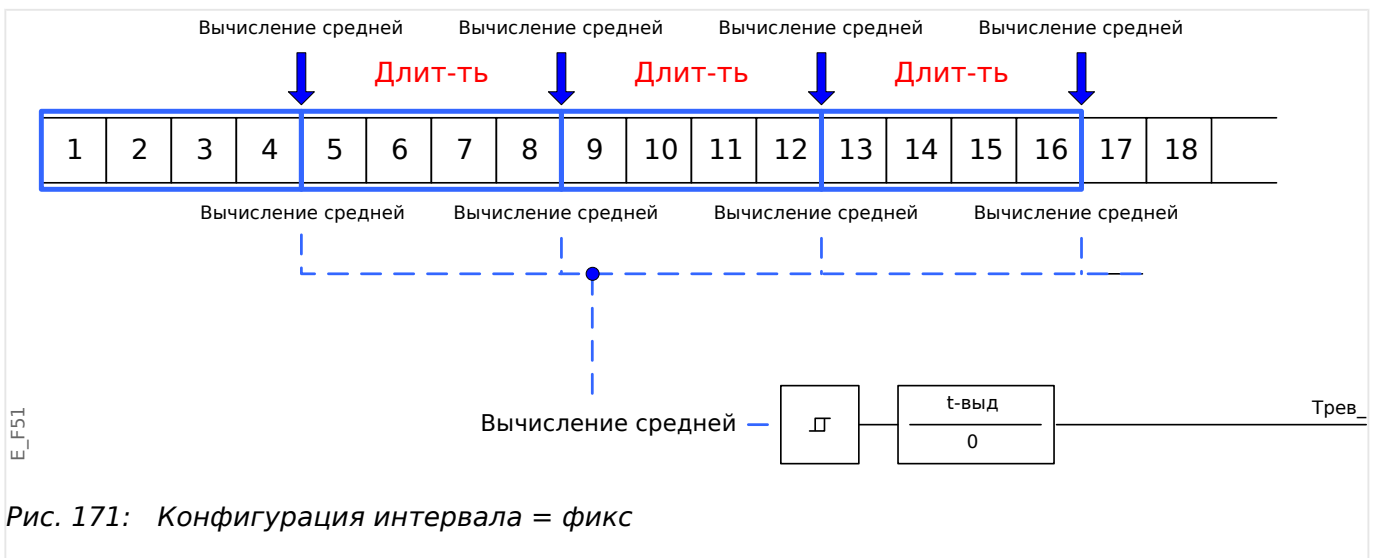 Вычисление средней Вычисление средней Вычисление средней Вычисление средней
Длит-ть Длит-ть Длит-ть
1 2 3 4 5 6 7 8 9 10 11 12 13 14 15 16 17 18
Вычисление средней Вычисление средней Вычисление средней Вычисление средней
t-выд
Трев_
Вычисление средней
0
E_F51
Рис. 171: Конфигурация интервала = фикс